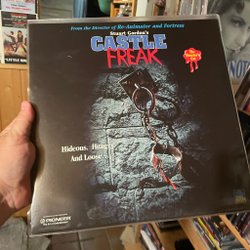 From the Director of Re-Animator and Fortress
Stuart Gordon's
CASTLE
FREAK
Hideous. Hungry.
And Loose.
PIONEER